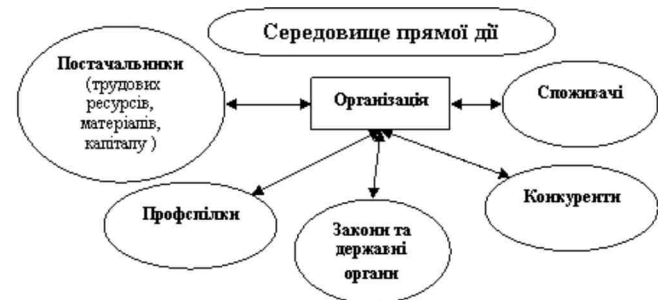 Середовище прямої дії
Постачальники
(трудових
ресурсів,
матеріалів,
капіталу )
Організація
Споживачі
Профспілки
Закони та
державні
органи
Конкуренти